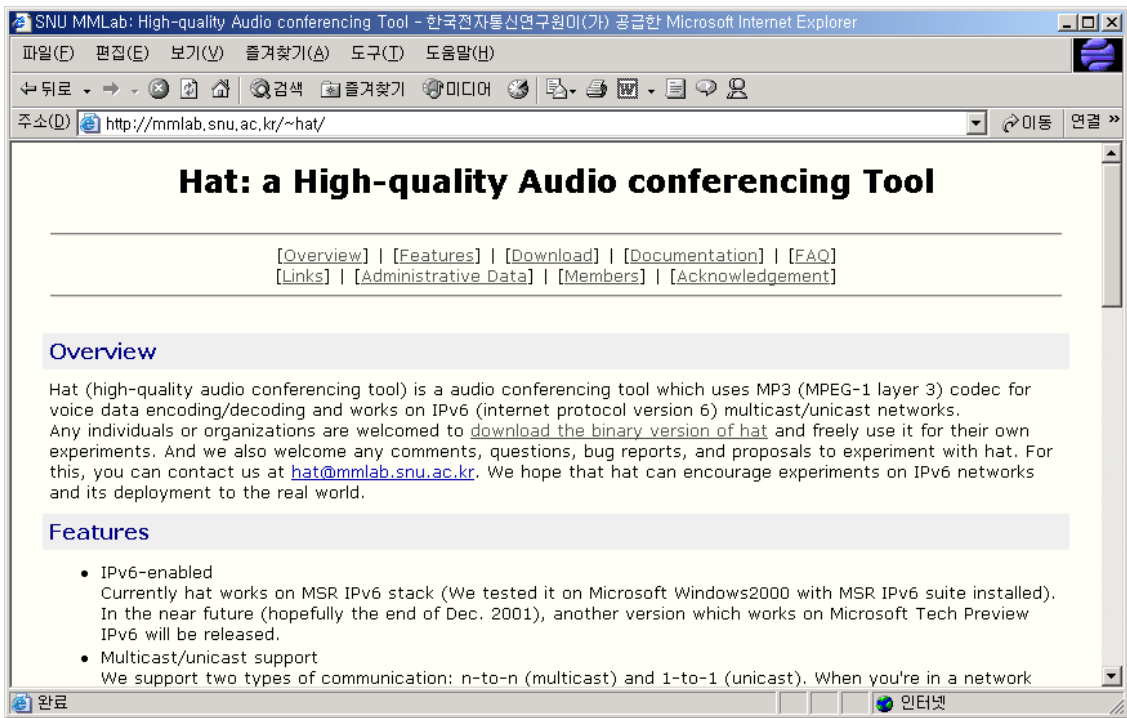 SNU MMLab: High-quality Audio conferencing Tool - 한국전자통신연구원이(가) 공급한 Microsoft Internet Explorer
파일(F) 편집(E) 보기(V) 즐겨찾기(A) 도구(T) 도움말(H)
뒤로 검색 즐겨찾기 미디어
주소(D) http://mmlab.snu.ac.kr/~hat/ 이동 연결 »
Hat: a High-quality Audio conferencing Tool
[Overview] | [Features] | [Download] | [Documentation] | [FAQ]
[Links] | [Administrative Data] | [Members] | [Acknowledgement]
Overview
Hat (high-quality audio conferencing tool) is a audio conferencing tool which uses MP3 (MPEG-1 layer 3) codec for
voice data encoding/decoding and works on IPv6 (internet protocol version 6) multicast/unicast networks.
Any individuals or organizations are welcomed to download the binary version of hat and freely use it for their own
experiments. And we also welcome any comments, questions, bug reports, and proposals to experiment with hat. For
this, you can contact us at hat@mmlab.snu.ac.kr. We hope that hat can encourage experiments on IPv6 networks
and its deployment to the real world.
Features
• IPv6-enabled
Currently hat works on MSR IPv6 stack (We tested it on Microsoft Windows2000 with MSR IPv6 suite installed).
In the near future (hopefully the end of Dec. 2001), another version which works on Microsoft Tech Preview
IPv6 will be released.
• Multicast/unicast support
We support two types of communication: n-to-n (multicast) and 1-to-1 (unicast). When you're in a network
완료 인터넷